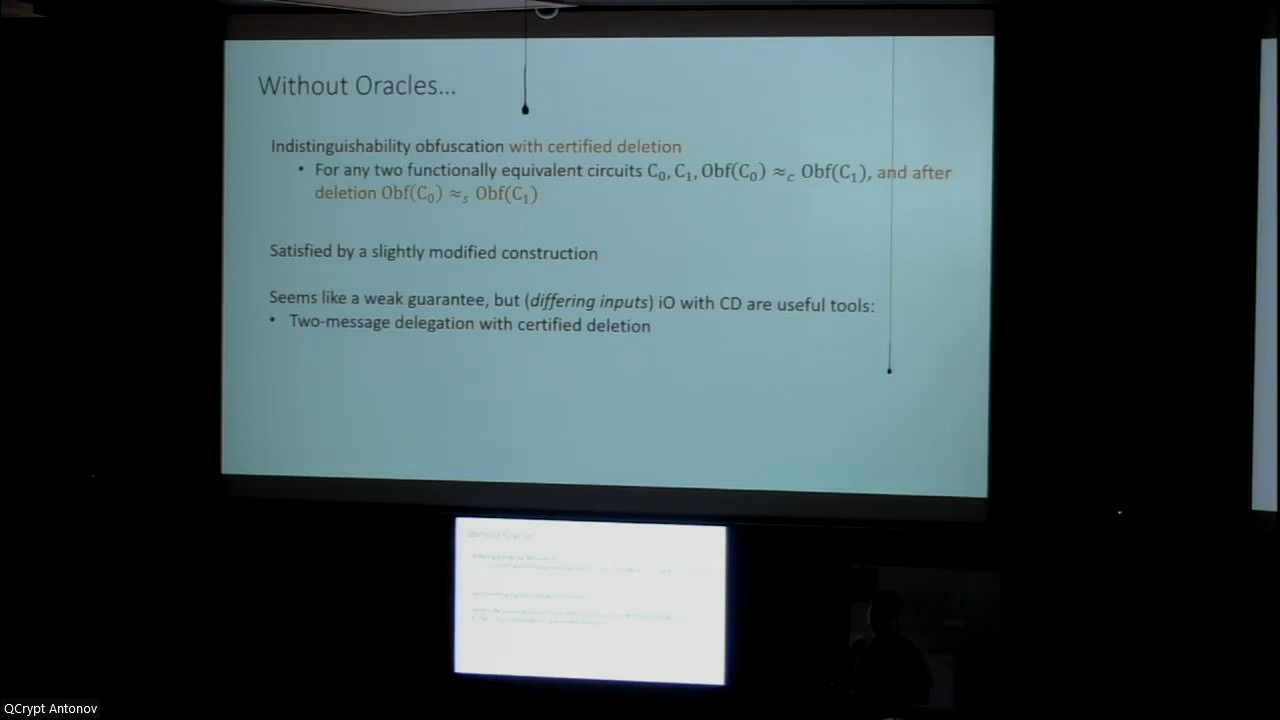 Without Oracles...
Indistinguishability obfuscation with certified deletion
• For any two functionally equivalent circuits C₀, C₁, Obf(C₀) ≈c Obf(C₁), and after
deletion Obf(C₀) ≈s Obf(C₁)
Satisfied by a slightly modified construction
Seems like a weak guarantee, but (differing inputs) iO with CD are useful tools:
• Two-message delegation with certified deletion
QCrypt Antonov